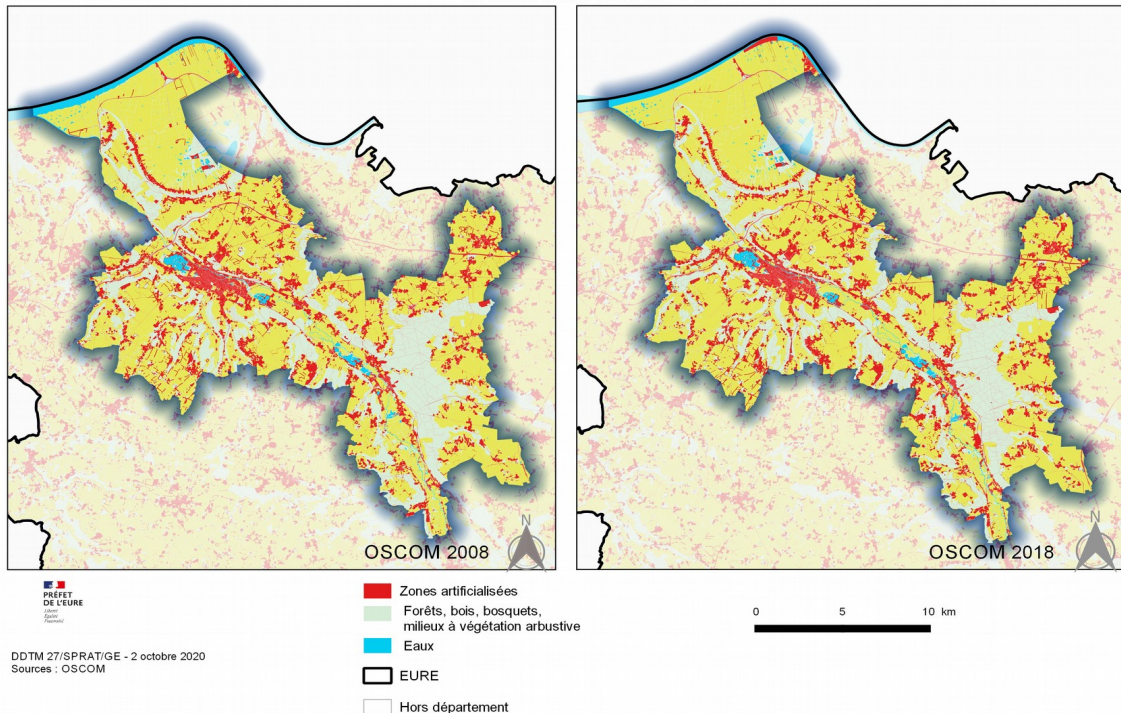 N
OSCOM 2008
N
OSCOM 2018
PRÉFET
DE L'EURE
Liberté
Égalité
Fraternité
DDTM 27/SPRAT/GE - 2 octobre 2020
Sources : OSCOM
Zones artificialisées
Forêts, bois, bosquets,
milieux à végétation arbustive
Eaux
EURE
Hors département
0 5 10 km